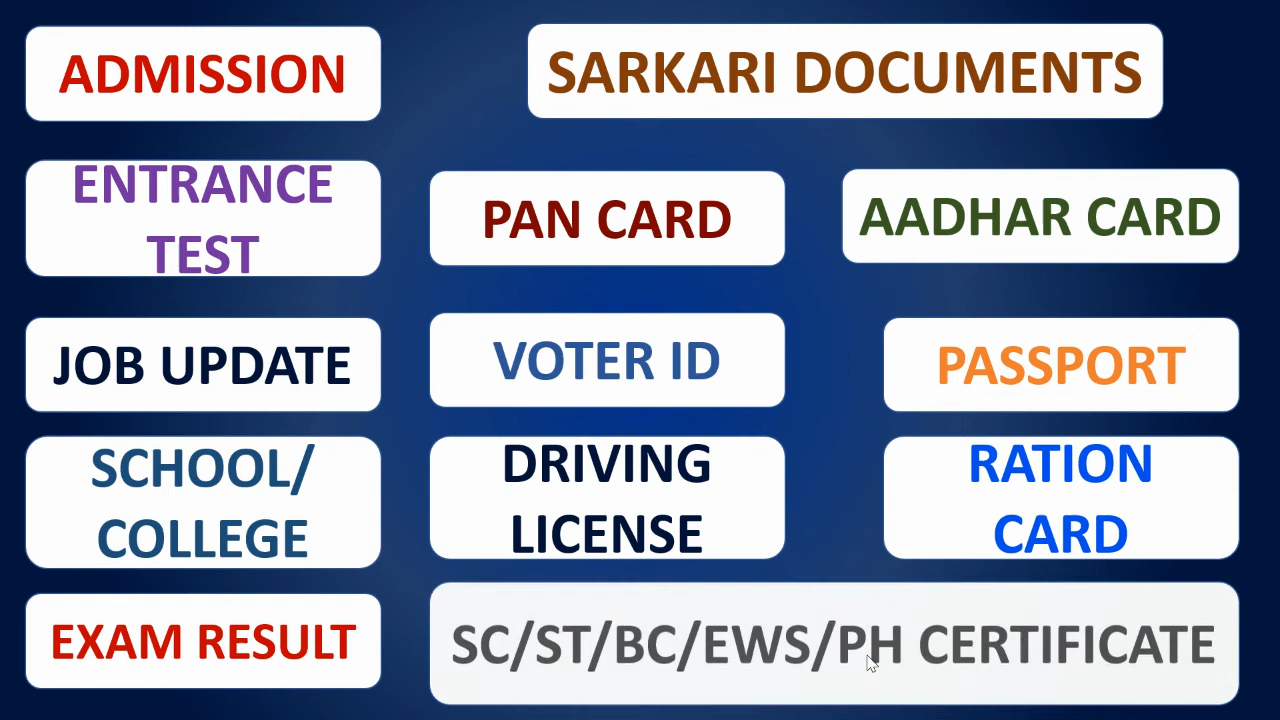 ADMISSION
SARKARI DOCUMENTS
ENTRANCE
TEST
PAN CARD
AADHAR CARD
JOB UPDATE
VOTER ID
PASSPORT
SCHOOL/
COLLEGE
DRIVING
LICENSE
RATION
CARD
EXAM RESULT
SC/ST/BC/EWS/PH CERTIFICATE